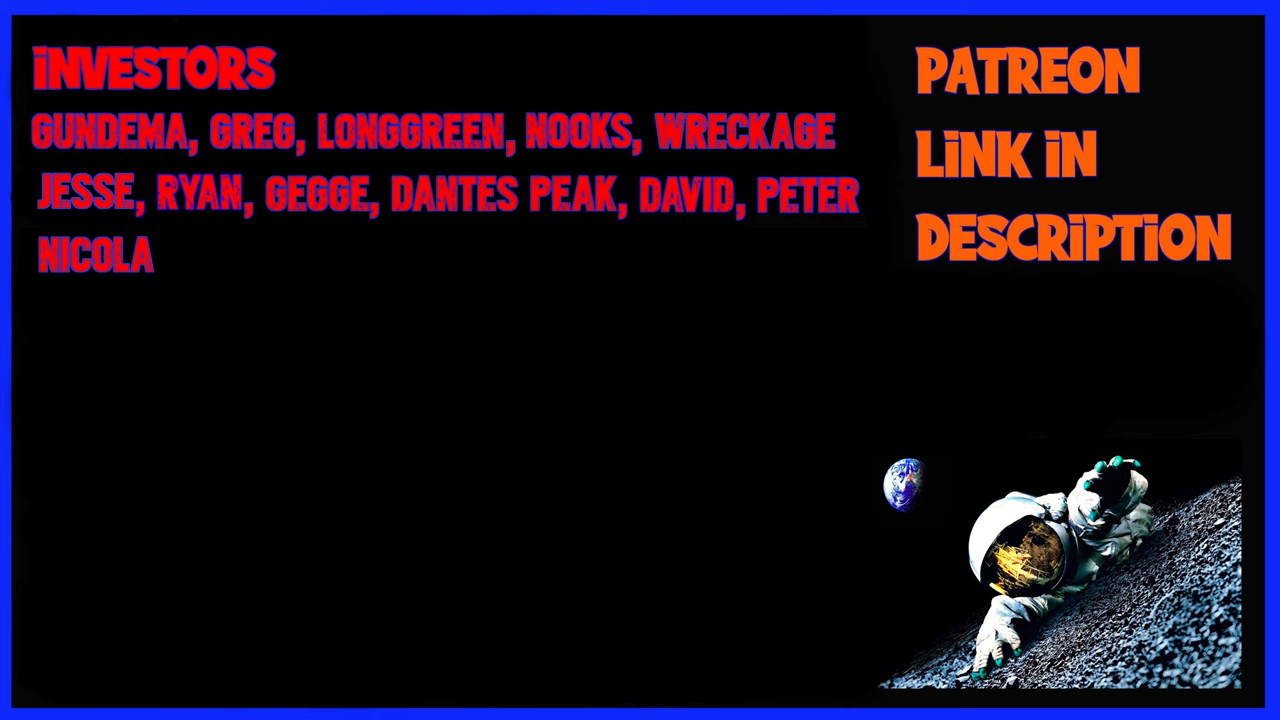 iNVESTORS
GUNDEMA, GREG, LONGGREEN, NOOKS, WRECKAGE
JESSE, RYAN, GEGGE, DANTES PEAK, DAVID, PETER
NICOLA
PATREON
LiNK iN
DESCRiPTiON